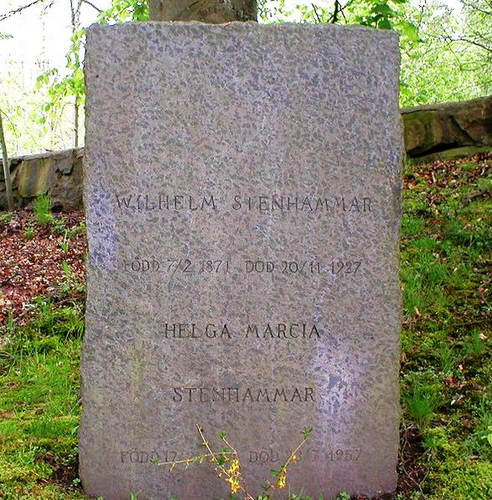 WILHELM STENHAMMAR
FÖDD 7/2 1871 DÖD 20/11 1927
HELGA MARCIA
STENHAMMAR
FÖDD DÖD 1957